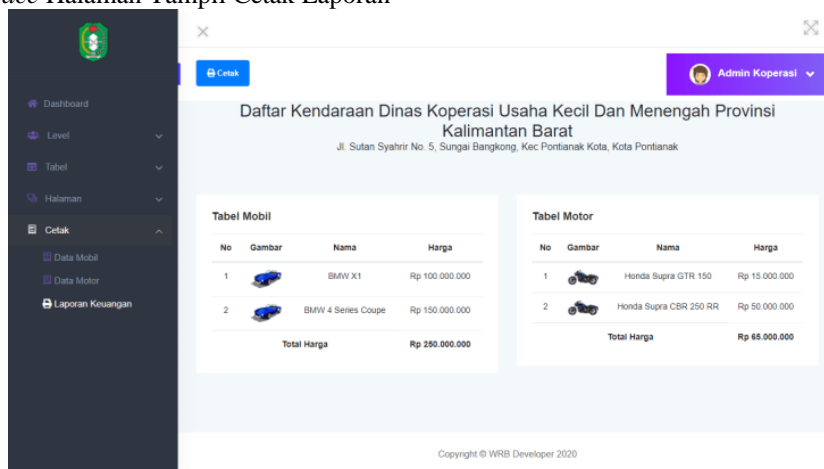 Halaman Tampil Cetak Laporan
Cetak
Admin Koperasi
Dashboard
Level
Tabel
Halaman
Cetak
Data Mobil
Data Motor
Laporan Keuangan
Daftar Kendaraan Dinas Koperasi Usaha Kecil Dan Menengah Provinsi
Kalimantan Barat
Jl. Sutan Syahrir No. 5, Sungai Bangkong, Kec Pontianak Kota, Kota Pontianak
Tabel Mobil
No Gambar Nama Harga
1 BMW X1 Rp 100.000.000
2 BMW 4 Series Coupe Rp 150.000.000
Total Harga Rp 250.000.000
Tabel Motor
No Gambar Nama Harga
1 Honda Supra GTR 150 Rp 15.000.000
2 Honda Supra CBR 250 RR Rp 50.000.000
Total Harga Rp 65.000.000
Copyright © WRB Developer 2020